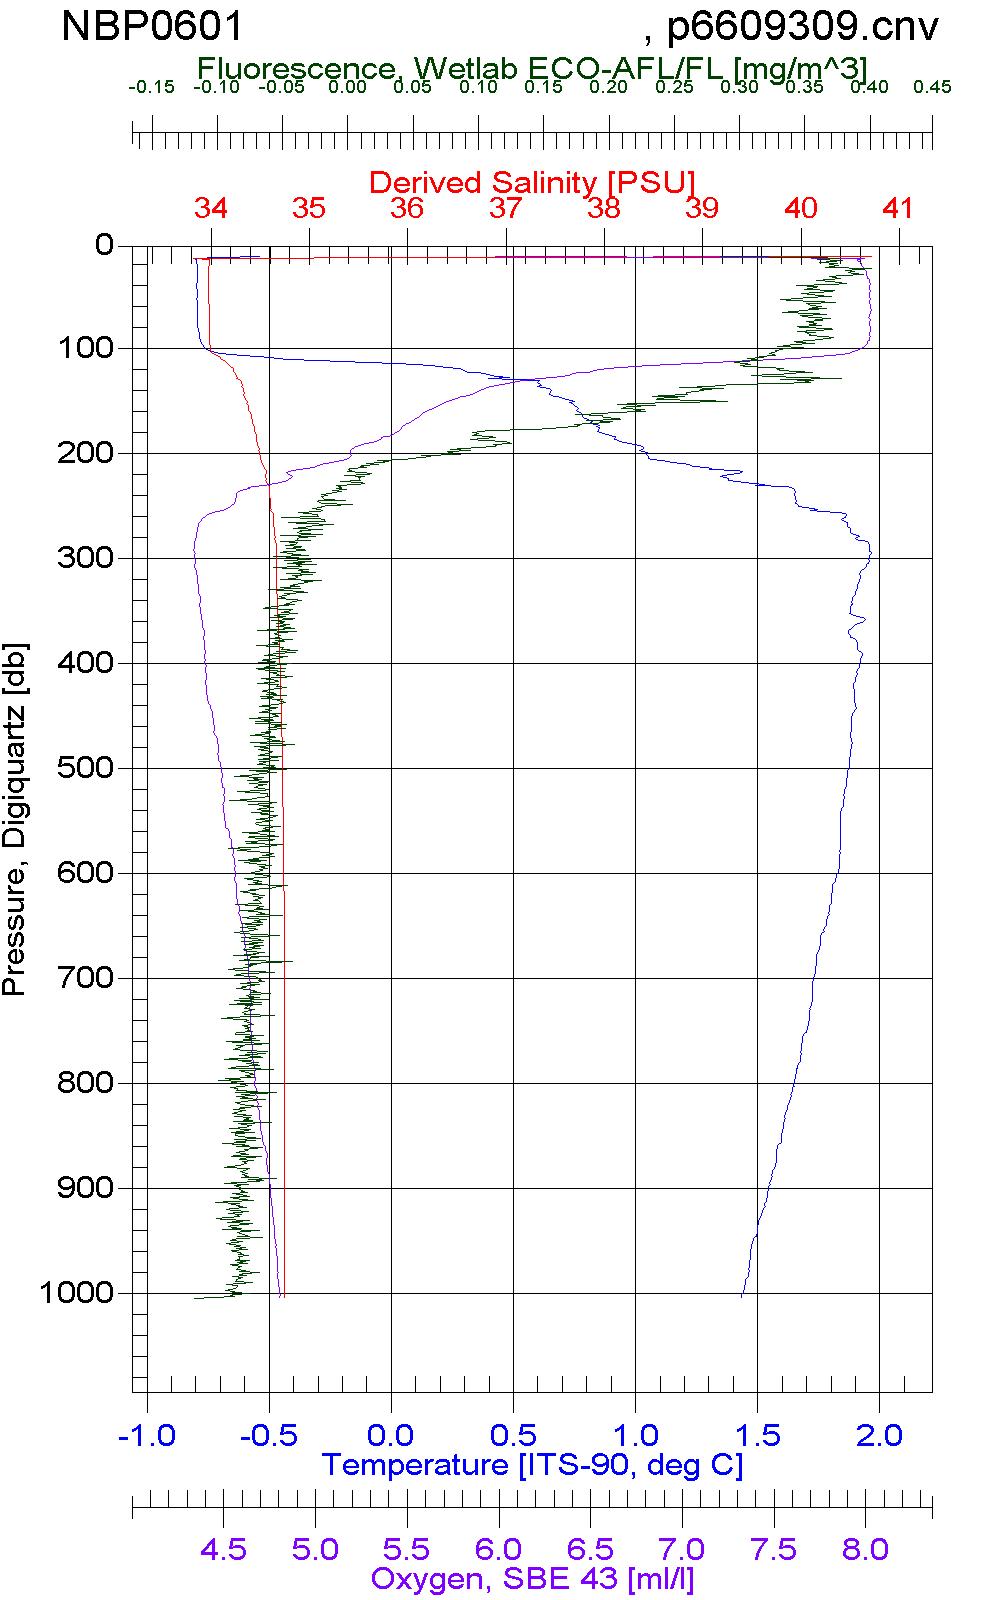 NBP0601 , p6609309.cnv
Fluorescence, Wetlab ECO-AFL/FL [mg/m^3]
-0.15 -0.10 -0.05 0.00 0.05 0.10 0.15 0.20 0.25 0.30 0.35 0.40 0.45
Derived Salinity [PSU]
34 35 36 37 38 39 40 41
0
100
200
300
400
500
600
700
800
900
1000
Pressure, Digiquartz [db]
-1.0 -0.5 0.0 0.5 1.0 1.5 2.0
Temperature [ITS-90, deg C]
4.5 5.0 5.5 6.0 6.5 7.0 7.5 8.0
Oxygen, SBE 43 [ml/l]